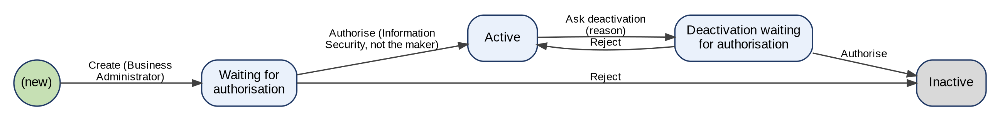 (new)
Create (Business
Administrator)
Waiting for
authorisation
Authorise (Information
Security, not the maker)
Reject
Active
Ask deactivation
(reason)
Reject
Deactivation waiting
for authorisation
Authorise
Inactive